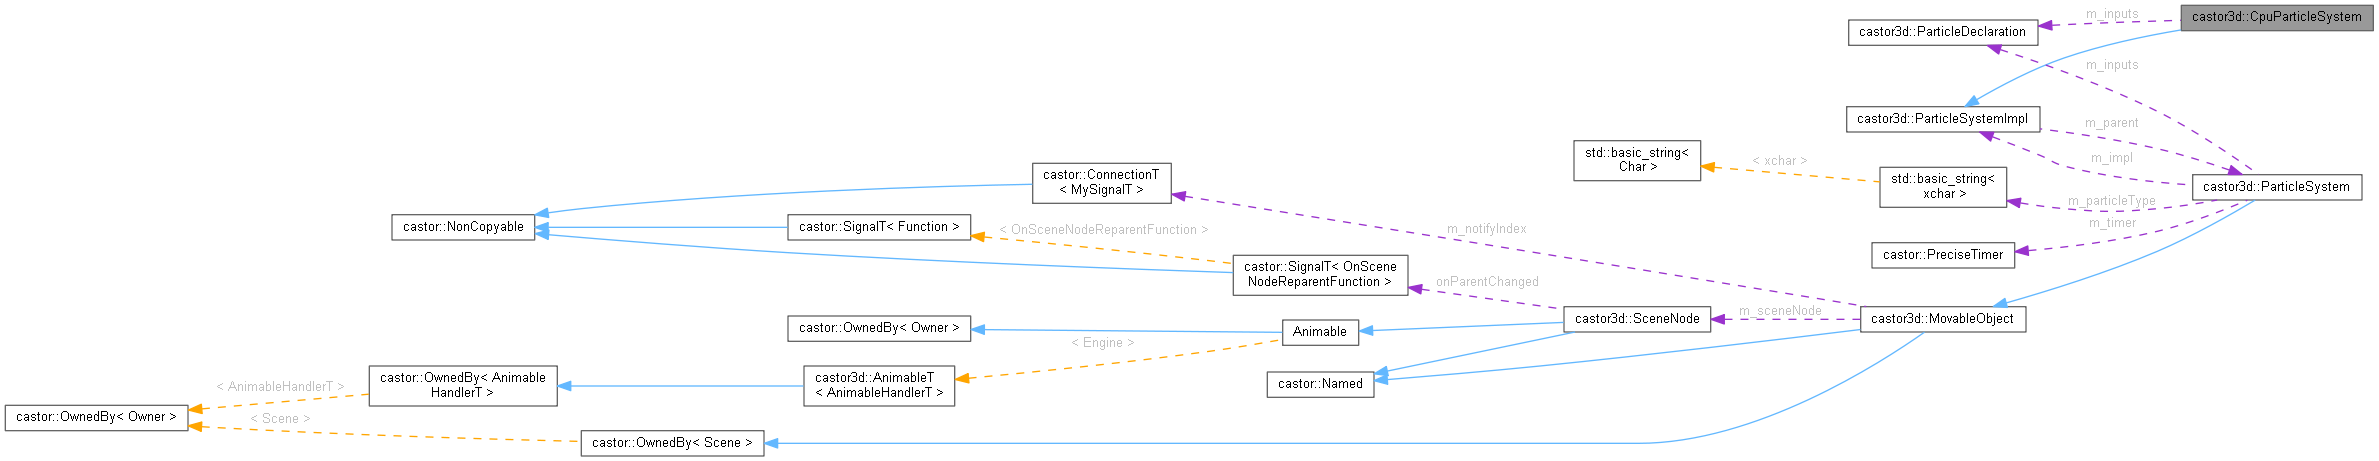 castor3d::CpuParticleSystem
m_inputs
castor3d::ParticleDeclaration
m_inputs
castor3d::ParticleSystemImpl
m_parent
m_impl
std::basic_string<
Char >
< xchar >
std::basic_string<
xchar >
castor3d::ParticleSystem
m_particleType
m_timer
castor::ConnectionT
< MySignalT >
castor::NonCopyable
castor::SignalT< Function >
< OnSceneNodeReparentFunction >
m_notifyIndex
castor::PreciseTimer
castor::SignalT< OnScene
NodeReparentFunction >
onParentChanged
castor3d::SceneNode
m_sceneNode
castor3d::MovableObject
castor::OwnedBy< Owner >
Animable
< Engine >
castor::Named
< AnimableHandlerT >
castor::OwnedBy< Animable
HandlerT >
castor3d::AnimableT
< AnimableHandlerT >
castor::OwnedBy< Owner >
< Scene >
castor::OwnedBy< Scene >